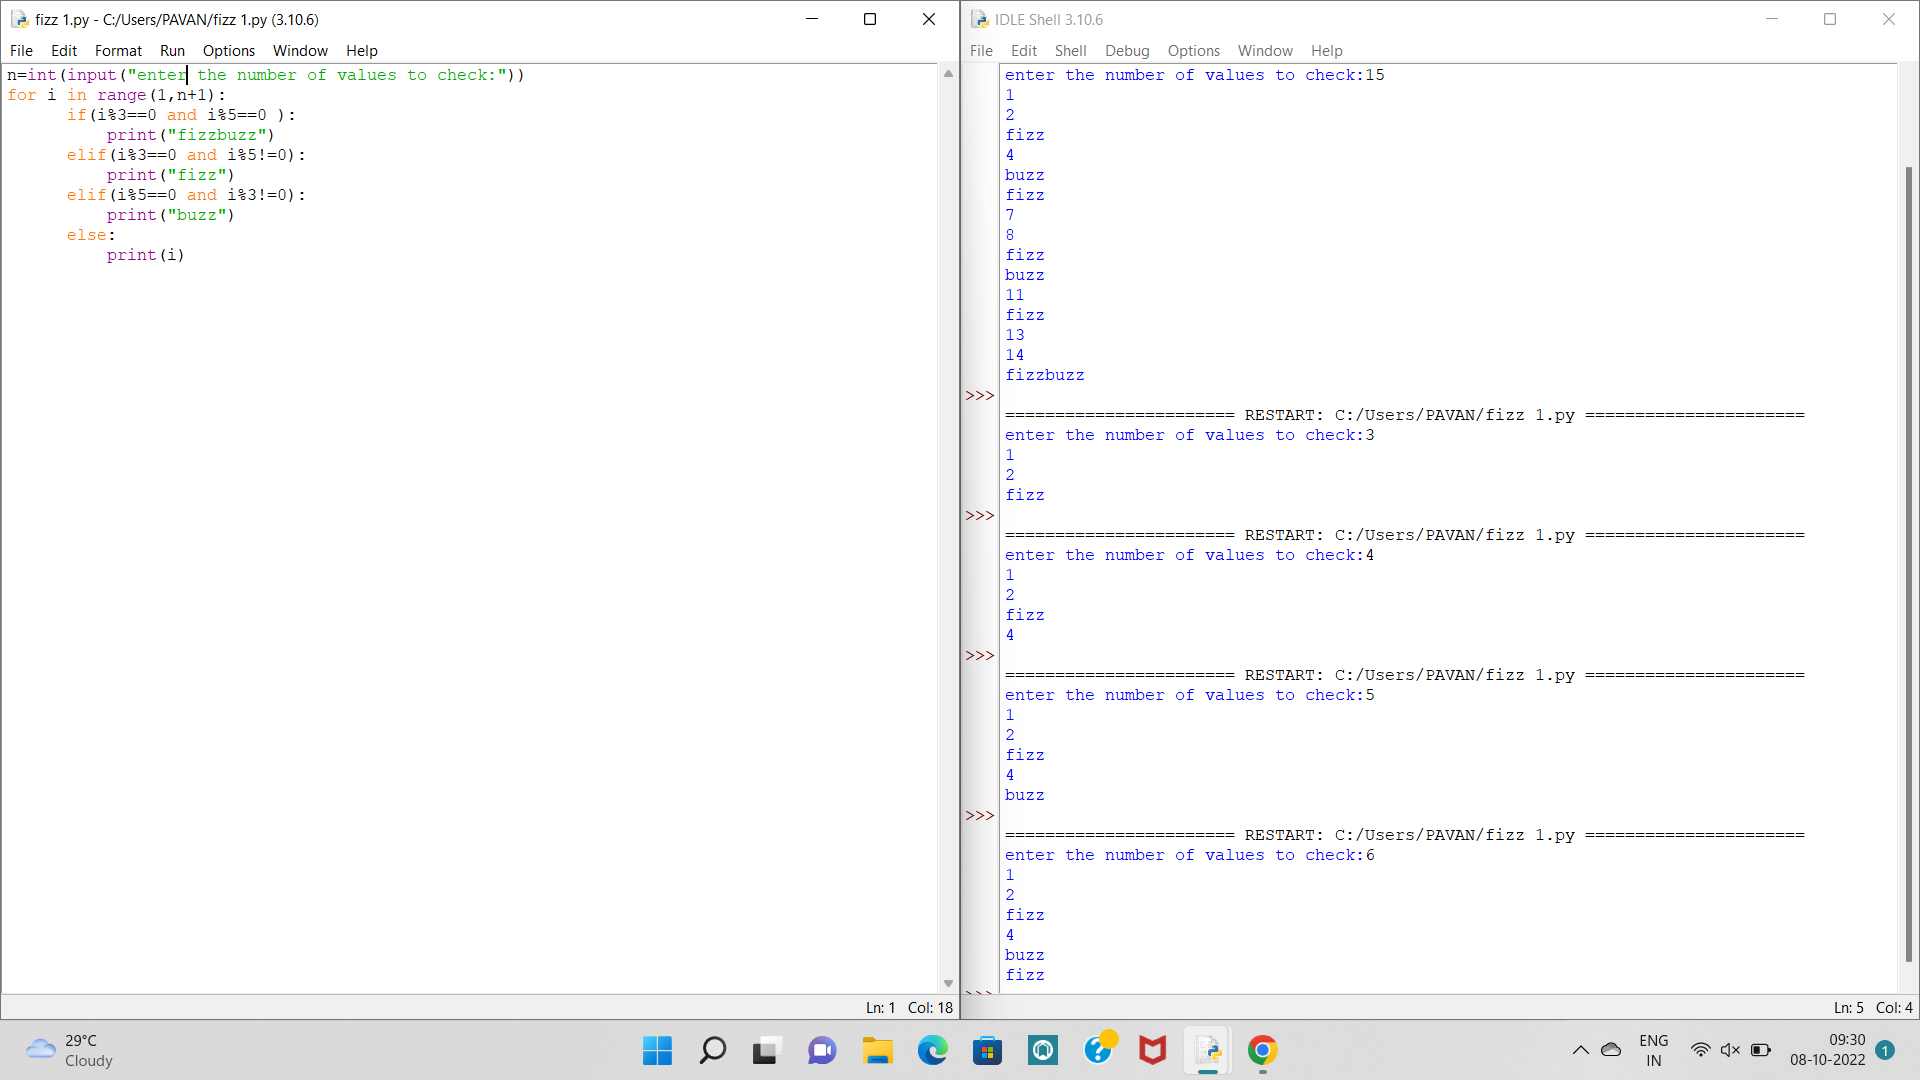 fizz 1.py - C:/Users/PAVAN/fizz 1.py (3.10.6)
File Edit Format Run Options Window Help
n=int(input("enter the number of values to check:"))
for i in range(1,n+1):
      if(i%3==0 and i%5==0 ):
          print("fizzbuzz")
      elif(i%3==0 and i%5!=0):
          print("fizz")
      elif(i%5==0 and i%3!=0):
          print("buzz")
      else:
          print(i)
Ln: 1 Col: 18
IDLE Shell 3.10.6
File Edit Shell Debug Options Window Help
enter the number of values to check:15
1
2
fizz
4
buzz
fizz
7
8
fizz
buzz
11
fizz
13
14
fizzbuzz
>>>
======================= RESTART: C:/Users/PAVAN/fizz 1.py ======================
enter the number of values to check:3
1
2
fizz
>>>
======================= RESTART: C:/Users/PAVAN/fizz 1.py ======================
enter the number of values to check:4
1
2
fizz
4
>>>
======================= RESTART: C:/Users/PAVAN/fizz 1.py ======================
enter the number of values to check:5
1
2
fizz
4
buzz
>>>
======================= RESTART: C:/Users/PAVAN/fizz 1.py ======================
enter the number of values to check:6
1
2
fizz
4
buzz
fizz
>>>
Ln: 5 Col: 4
29°C
Cloudy
ENG
IN
09:30
08-10-2022
1